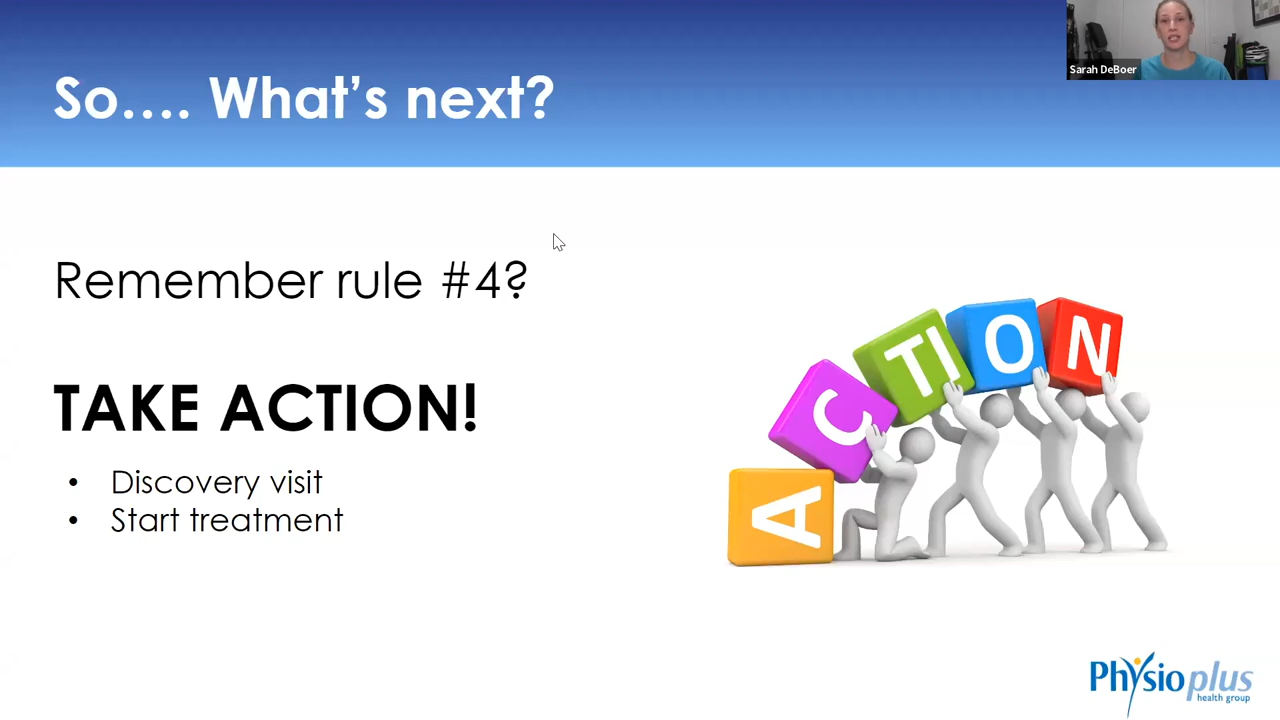 Sarah DeBoer
So.... What's next?
Remember rule #4?
TAKE ACTION!
• Discovery visit
• Start treatment
A
C
TI
O
N
Physioplus
health group